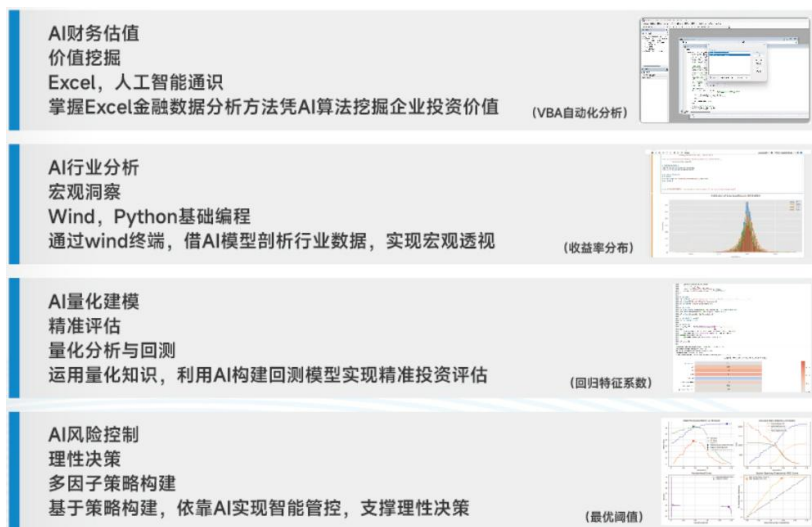 AI财务估值
价值挖掘
Excel，人工智能通识
掌握Excel金融数据分析方法凭AI算法挖掘企业投资价值
（VBA自动化分析）
AI行业分析
宏观洞察
Wind，Python基础编程
通过wind终端，借AI模型剖析行业数据，实现宏观透视
（收益率分布）
AI量化建模
精准评估
量化分析与回测
运用量化知识，利用AI构建回测模型实现精准投资评估
（回归特征系数）
AI风险控制
理性决策
多因子策略构建
基于策略构建，依靠AI实现智能管控，支撑理性决策
（最优阈值）